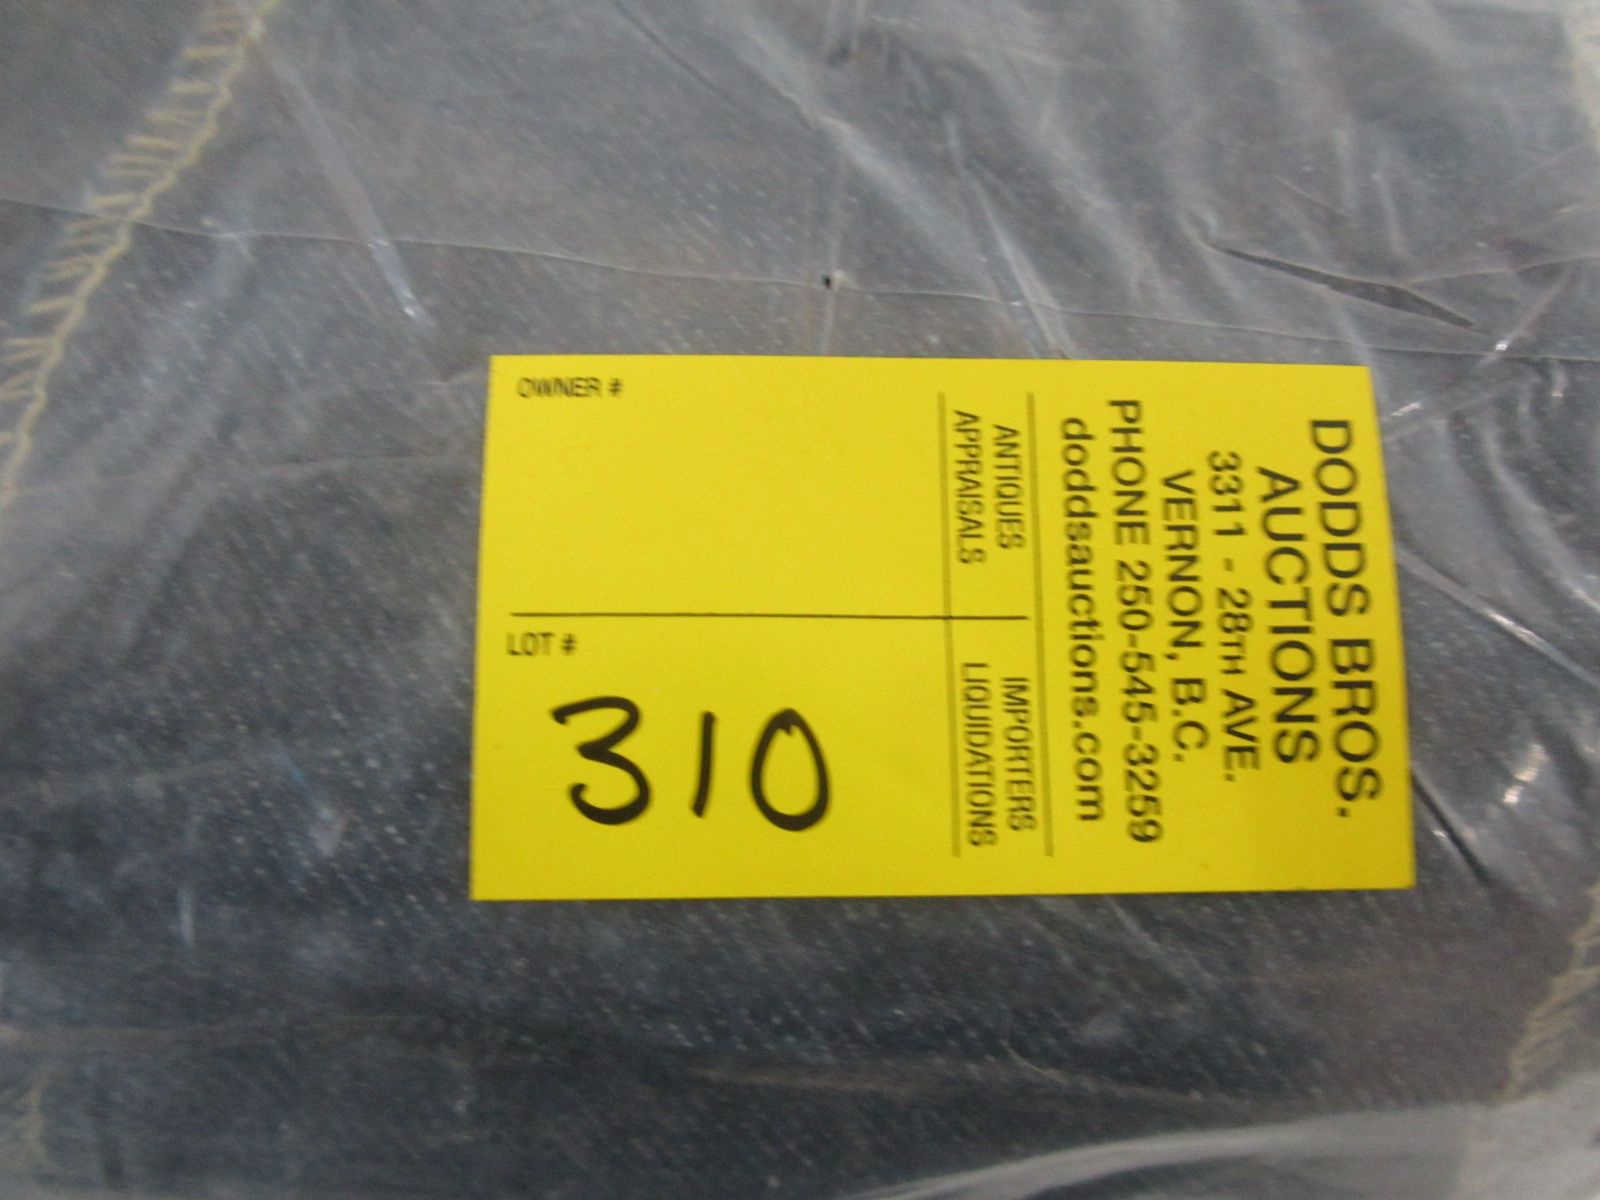 DODDS BROS.
AUCTIONS
3311 - 28TH AVE.
VERNON, B.C.
PHONE 250-545-3259
doddsauctions.com
ANTIQUES
APPRAISALS
IMPORTERS
LIQUIDATIONS
OWNER #
LOT #
310